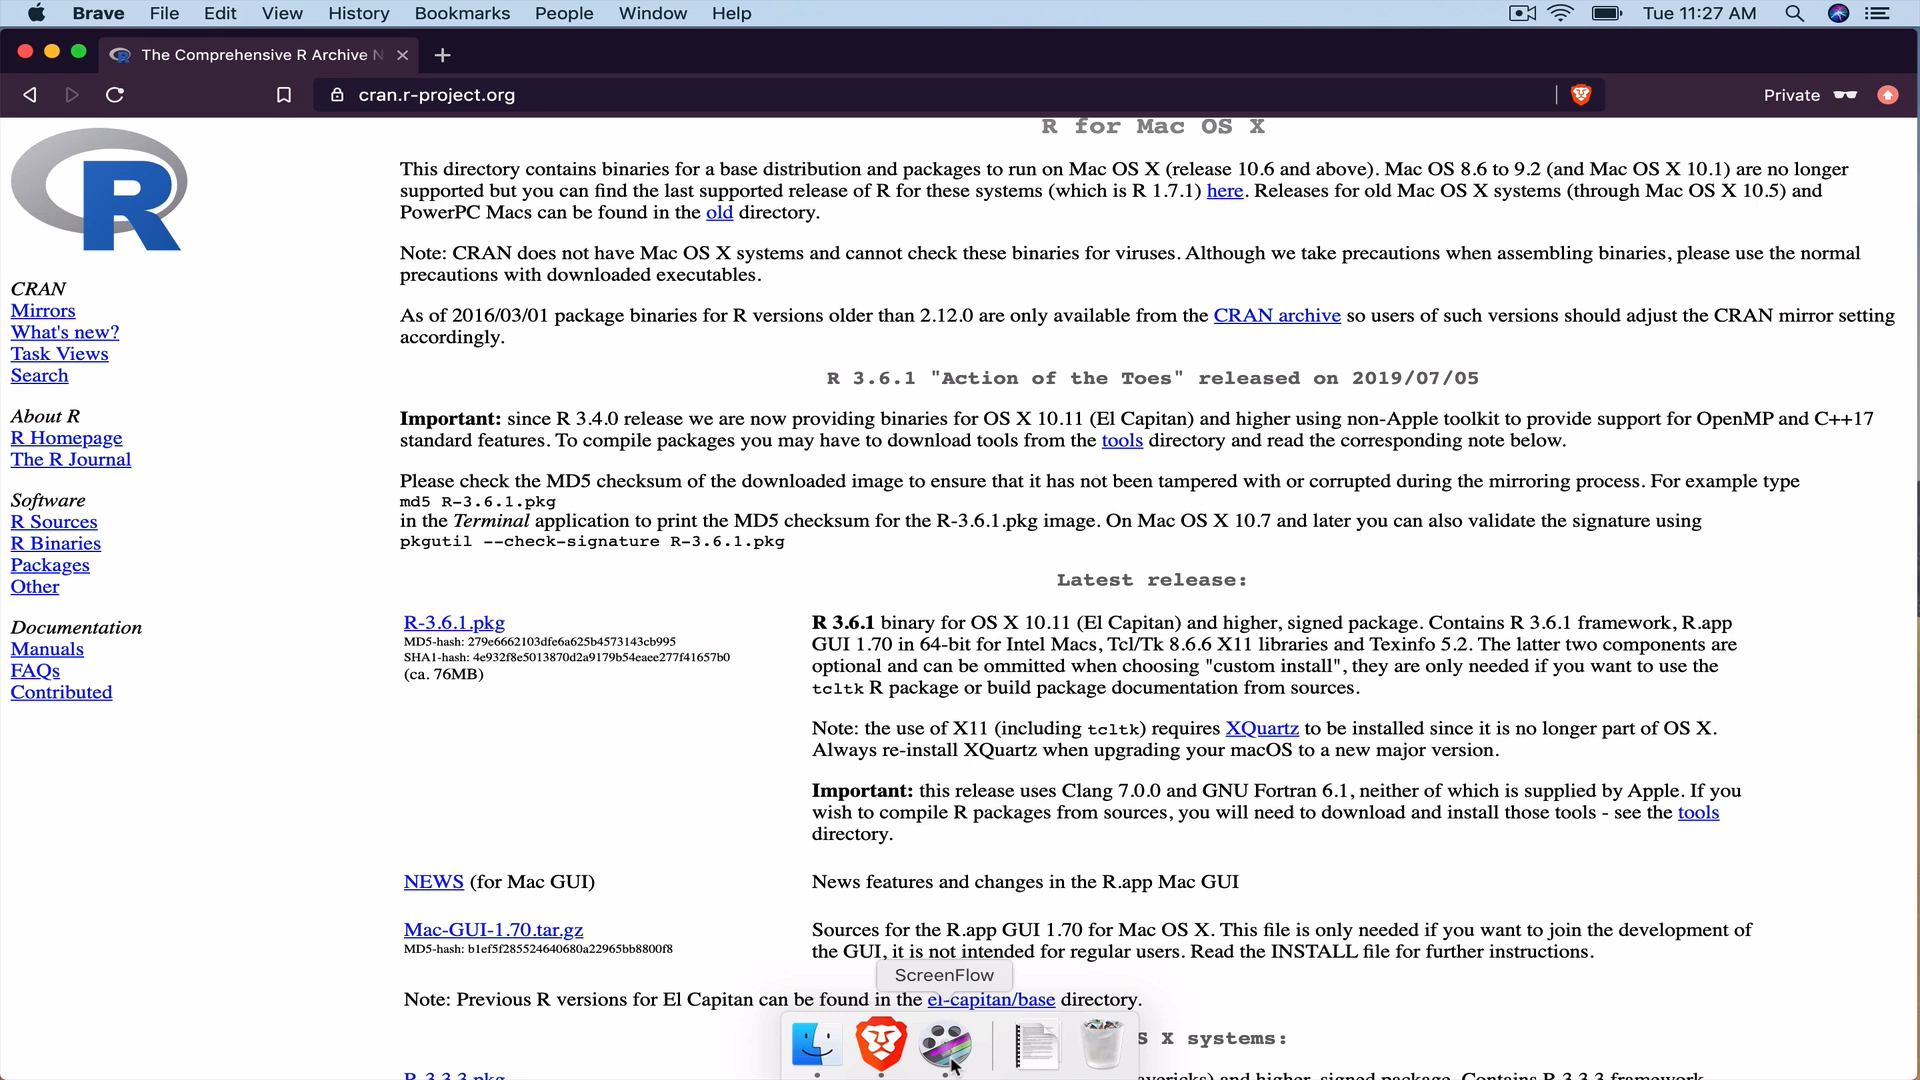 Brave File Edit View History Bookmarks People Window Help Tue 11:27 AM
The Comprehensive R Archive N
cran.r-project.org Private
R for Mac OS X
This directory contains binaries for a base distribution and packages to run on Mac OS X (release 10.6 and above). Mac OS 8.6 to 9.2 (and Mac OS X 10.1) are no longer
supported but you can find the last supported release of R for these systems (which is R 1.7.1) here. Releases for old Mac OS X systems (through Mac OS X 10.5) and
PowerPC Macs can be found in the old directory.
Note: CRAN does not have Mac OS X systems and cannot check these binaries for viruses. Although we take precautions when assembling binaries, please use the normal
precautions with downloaded executables.
As of 2016/03/01 package binaries for R versions older than 2.12.0 are only available from the CRAN archive so users of such versions should adjust the CRAN mirror setting
accordingly.
R 3.6.1 "Action of the Toes" released on 2019/07/05
Important: since R 3.4.0 release we are now providing binaries for OS X 10.11 (El Capitan) and higher using non-Apple toolkit to provide support for OpenMP and C++17
standard features. To compile packages you may have to download tools from the tools directory and read the corresponding note below.
Please check the MD5 checksum of the downloaded image to ensure that it has not been tampered with or corrupted during the mirroring process. For example type
md5 R-3.6.1.pkg
in the Terminal application to print the MD5 checksum for the R-3.6.1.pkg image. On Mac OS X 10.7 and later you can also validate the signature using
pkgutil --check-signature R-3.6.1.pkg
Latest release:
R-3.6.1.pkg
MD5-hash: 279e6662103dfe6a625b4573143cb995
SHA1-hash: 4e932f8e5013870d2a9179b54eaee277f41657b0
(ca. 76MB)
R 3.6.1 binary for OS X 10.11 (El Capitan) and higher, signed package. Contains R 3.6.1 framework, R.app
GUI 1.70 in 64-bit for Intel Macs, Tcl/Tk 8.6.6 X11 libraries and Texinfo 5.2. The latter two components are
optional and can be ommitted when choosing "custom install", they are only needed if you want to use the
tcltk R package or build package documentation from sources.
Note: the use of X11 (including tcltk) requires XQuartz to be installed since it is no longer part of OS X.
Always re-install XQuartz when upgrading your macOS to a new major version.
Important: this release uses Clang 7.0.0 and GNU Fortran 6.1, neither of which is supplied by Apple. If you
wish to compile R packages from sources, you will need to download and install those tools - see the tools
directory.
NEWS (for Mac GUI)
News features and changes in the R.app Mac GUI
Mac-GUI-1.70.tar.gz
MD5-hash: b1ef5f285524640680a22965bb8800f8
Sources for the R.app GUI 1.70 for Mac OS X. This file is only needed if you want to join the development of
the GUI, it is not intended for regular users. Read the INSTALL file for further instructions.
ScreenFlow
Note: Previous R versions for El Capitan can be found in the el-capitan/base directory.
S X systems:
R-3.3.3.pkg
avericks) and higher, signed package. Contains R 3.3.3 framework
R
CRAN
Mirrors
What's new?
Task Views
Search
About R
R Homepage
The R Journal
Software
R Sources
R Binaries
Packages
Other
Documentation
Manuals
FAQs
Contributed